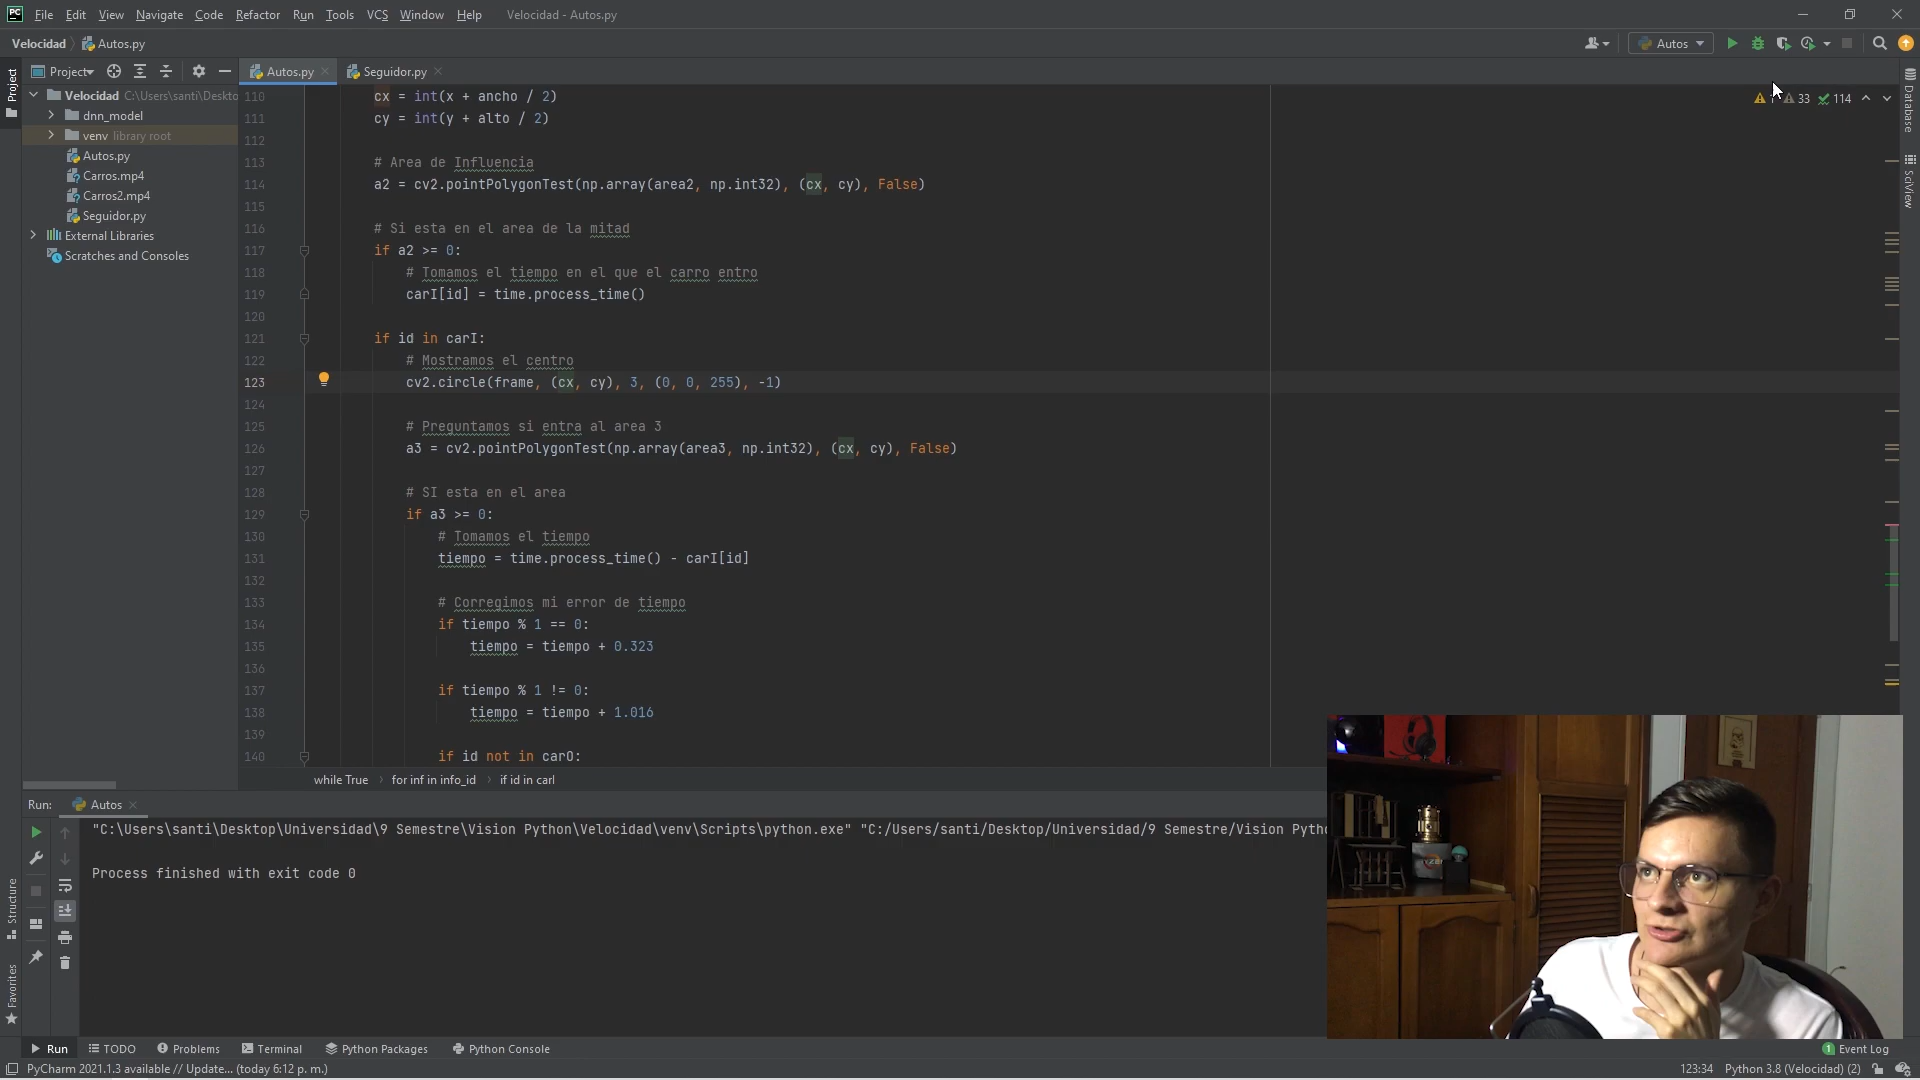 PC File Edit View Navigate Code Refactor Run Tools VCS Window Help Velocidad - Autos.py
Velocidad Autos.py Autos
Project Autos.py Seguidor.py
Velocidad C:\Users\santi\Deskto
dnn_model
venv library root
Autos.py
Carros.mp4
Carros2.mp4
Seguidor.py
External Libraries
Scratches and Consoles
Project
Structure
Favorites
Database
SciView
33 114
110 cx = int(x + ancho / 2)
111 cy = int(y + alto / 2)
112
113 # Area de Influencia
114 a2 = cv2.pointPolygonTest(np.array(area2, np.int32), (cx, cy), False)
115
116 # Si esta en el area de la mitad
117 if a2 >= 0:
118 # Tomamos el tiempo en el que el carro entro
119 carI[id] = time.process_time()
120
121 if id in carI:
122 # Mostramos el centro
123 cv2.circle(frame, (cx, cy), 3, (0, 0, 255), -1)
124
125 # Preguntamos si entra al area 3
126 a3 = cv2.pointPolygonTest(np.array(area3, np.int32), (cx, cy), False)
127
128 # SI esta en el area
129 if a3 >= 0:
130 # Tomamos el tiempo
131 tiempo = time.process_time() - carI[id]
132
133 # Corregimos mi error de tiempo
134 if tiempo % 1 == 0:
135 tiempo = tiempo + 0.323
136
137 if tiempo % 1 != 0:
138 tiempo = tiempo + 1.016
139
140 if id not in carO:
while True for inf in info_id if id in carI
Run: Autos
"C:\Users\santi\Desktop\Universidad\9 Semestre\Vision Python\Velocidad\venv\Scripts\python.exe" "C:/Users/santi/Desktop/Universidad/9 Semestre/Vision Pytho
Process finished with exit code 0
Run TODO Problems Terminal Python Packages Python Console 1 Event Log
PyCharm 2021.1.3 available // Update... (today 6:12 p. m.) 123:34 Python 3.8 (Velocidad) (2)